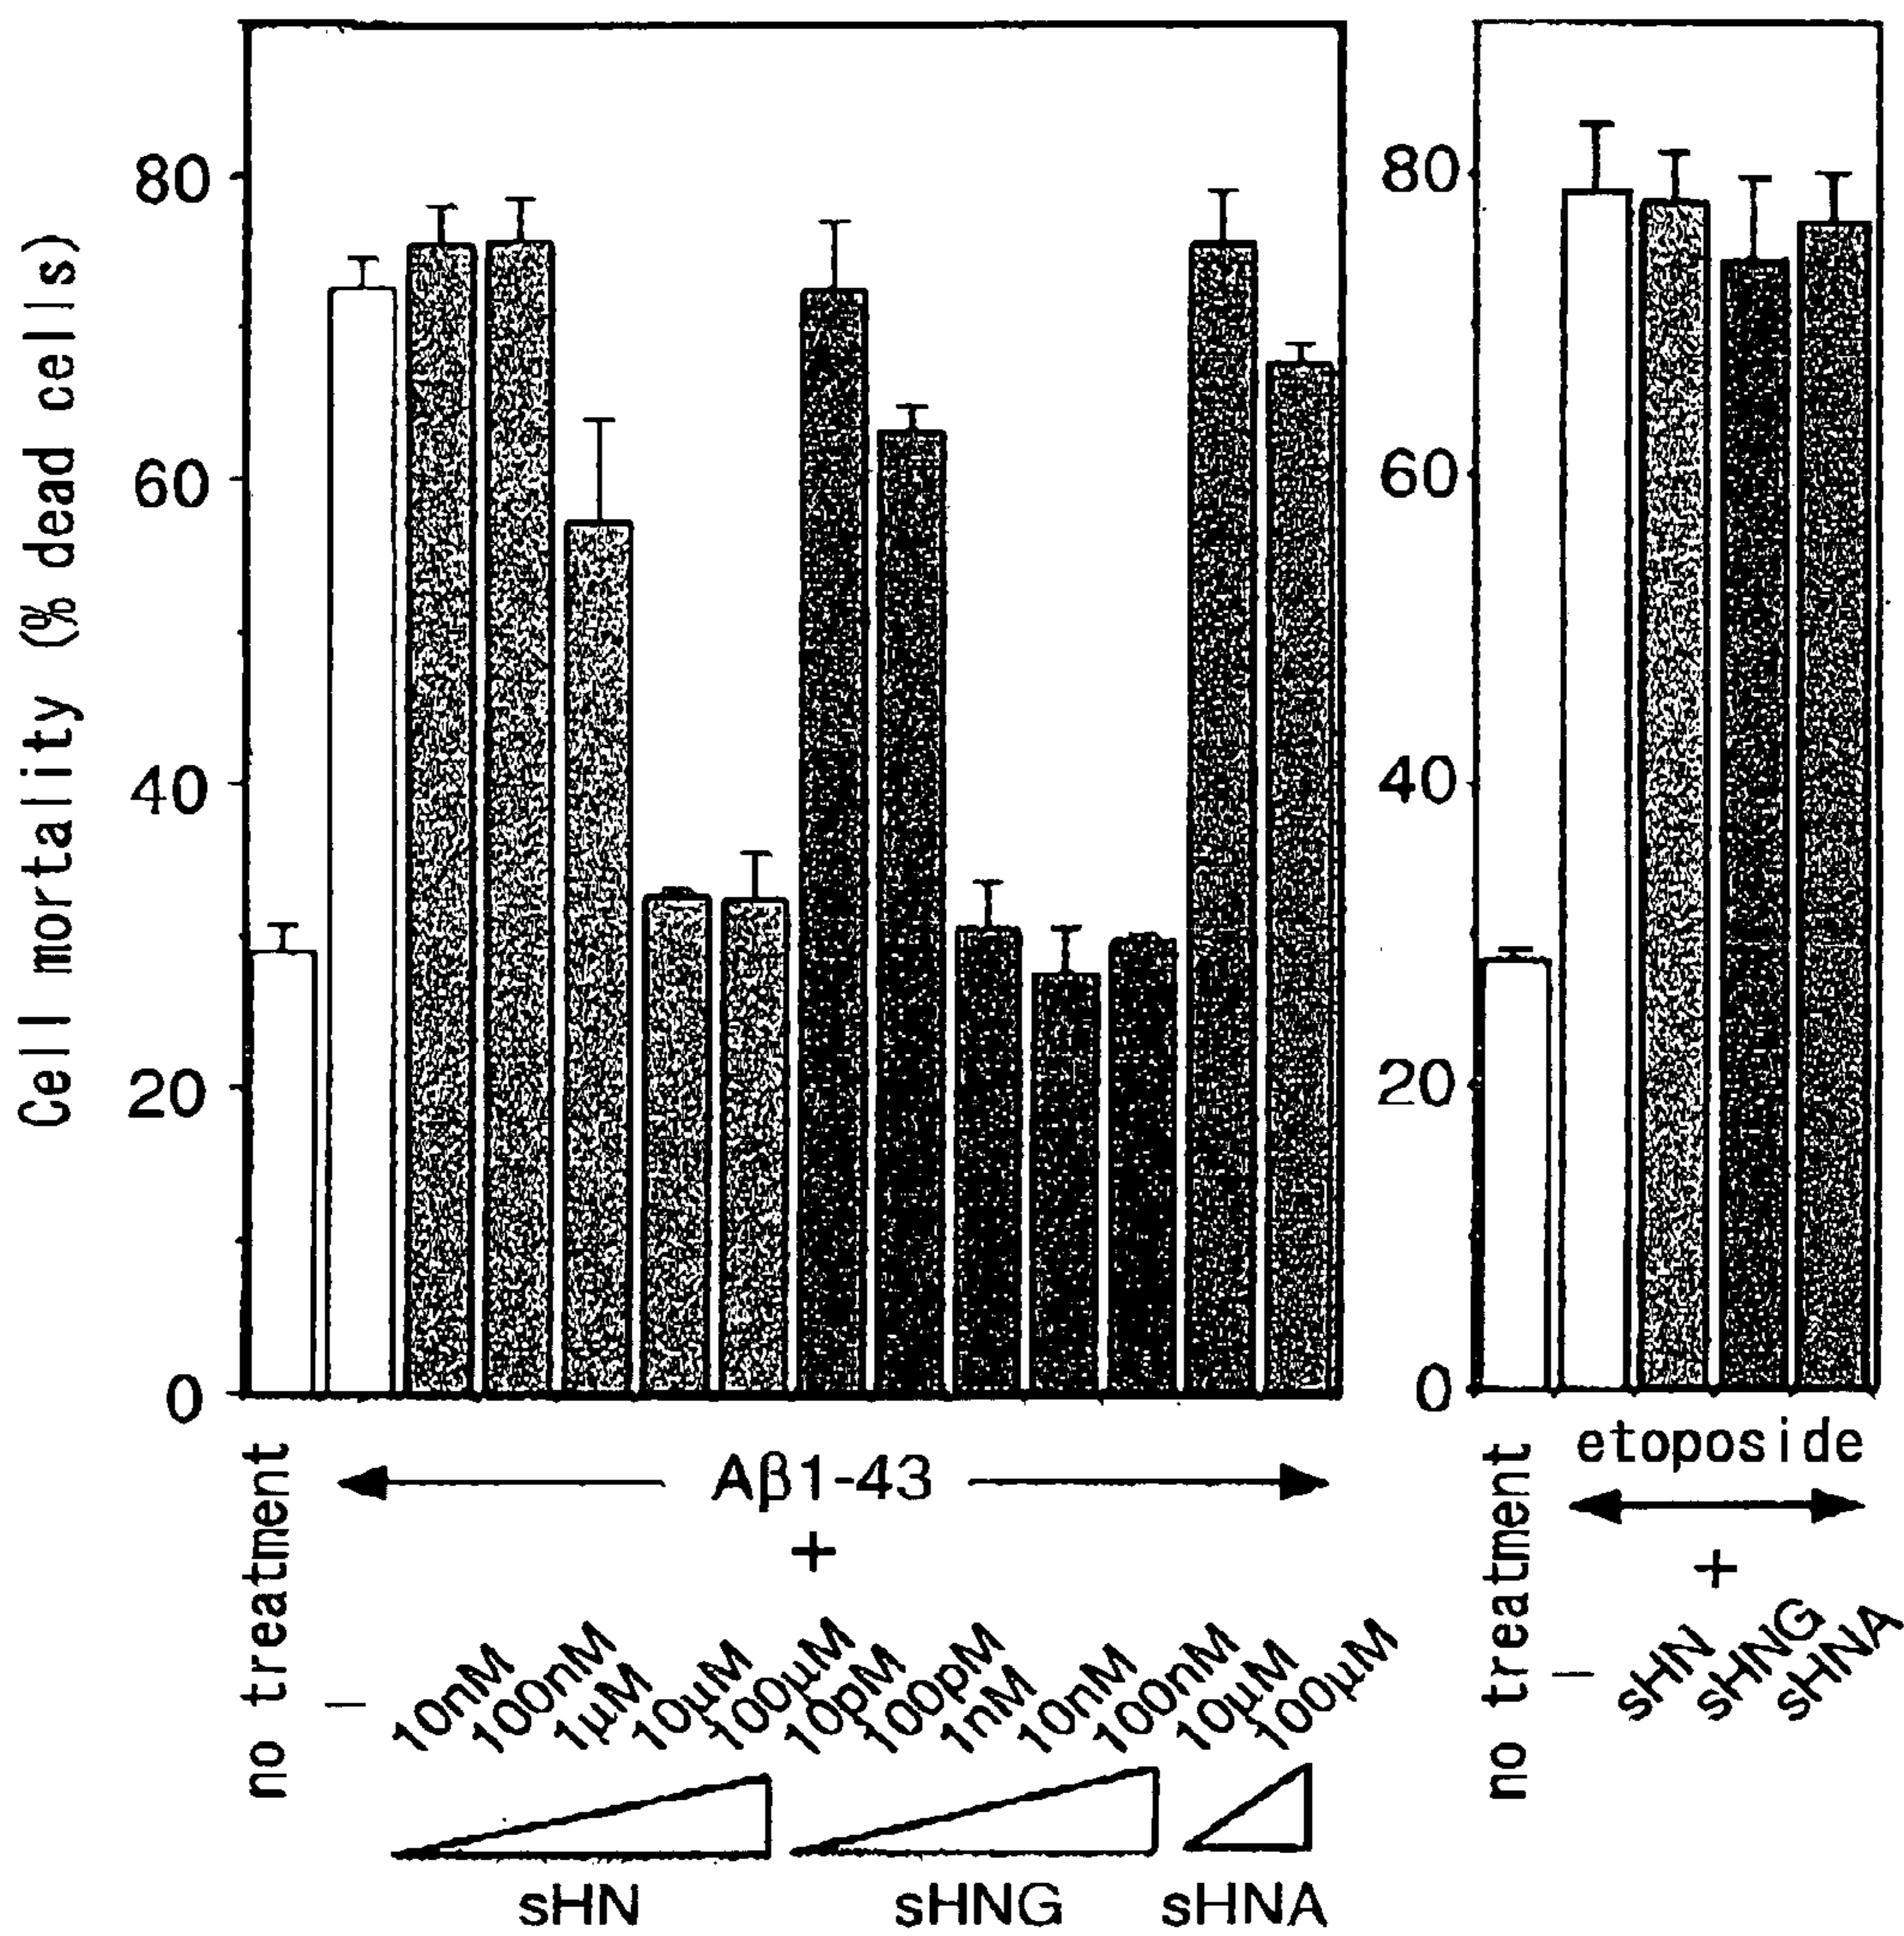 Cell mortality (% dead cells)
80
60
40
20
0
80
60
40
20
0
no treatment
Aβ1-43
+
–
10nM
100nM
1μM
10μM
100μM
10pM
100pM
1nM
10nM
100nM
10μM
100μM
sHN
sHNG
sHNA
no treatment
etoposide
+
–
sHN
sHNG
sHNA